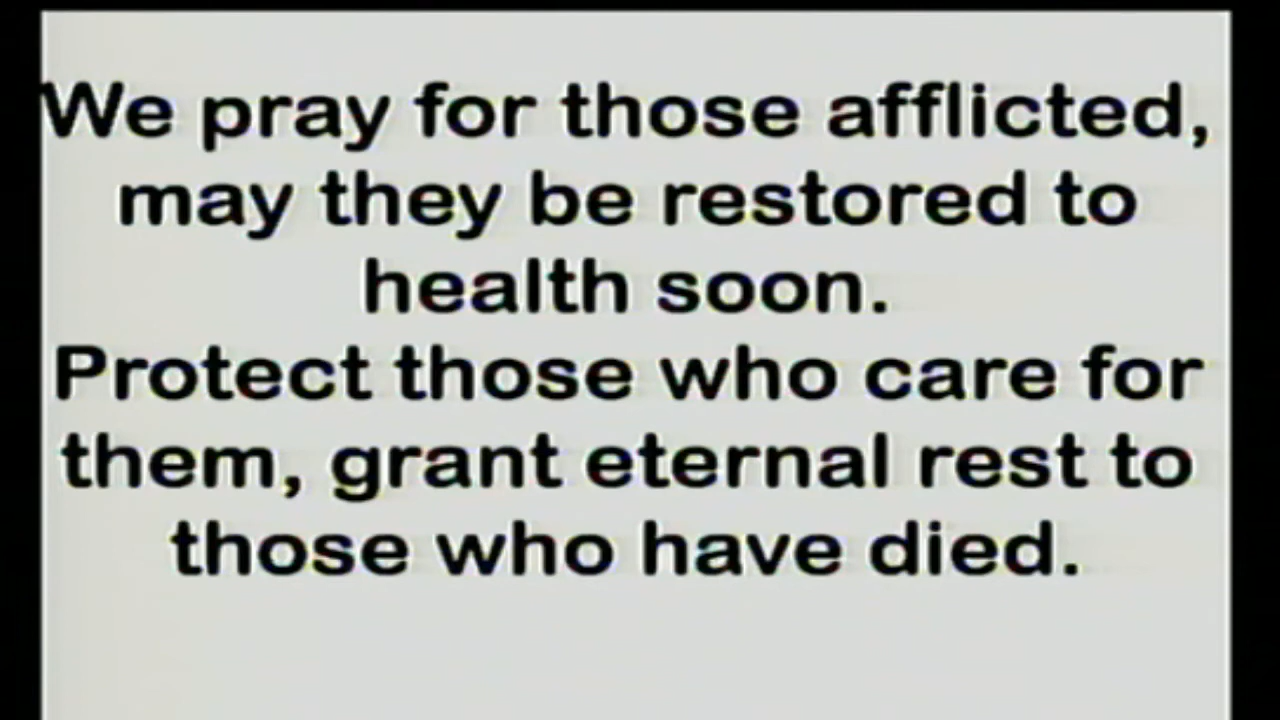 We pray for those afflicted,
may they be restored to
health soon.
Protect those who care for
them, grant eternal rest to
those who have died.